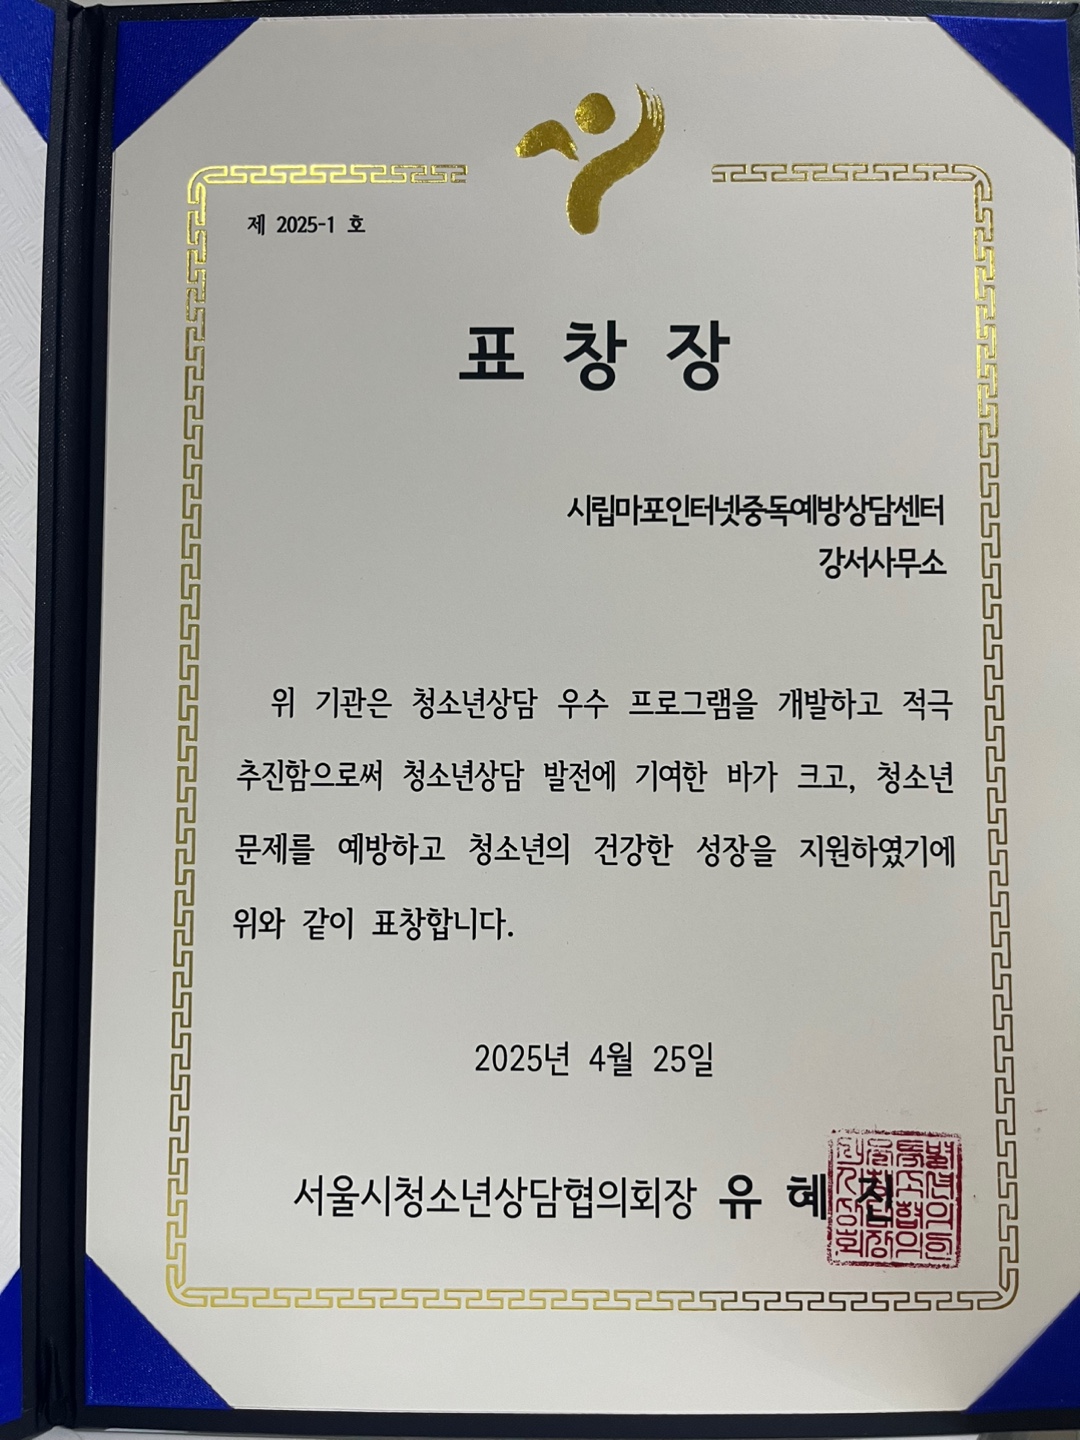 제 2025-1 호
표 창 장
시립마포인터넷중독예방상담센터
강서사무소
위 기관은 청소년상담 우수 프로그램을 개발하고 적극
추진함으로써 청소년상담 발전에 기여한 바가 크고, 청소년
문제를 예방하고 청소년의 건강한 성장을 지원하였기에
위와 같이 표창합니다.
2025년 4월 25일
서울시청소년상담협의회장 유 혜 진